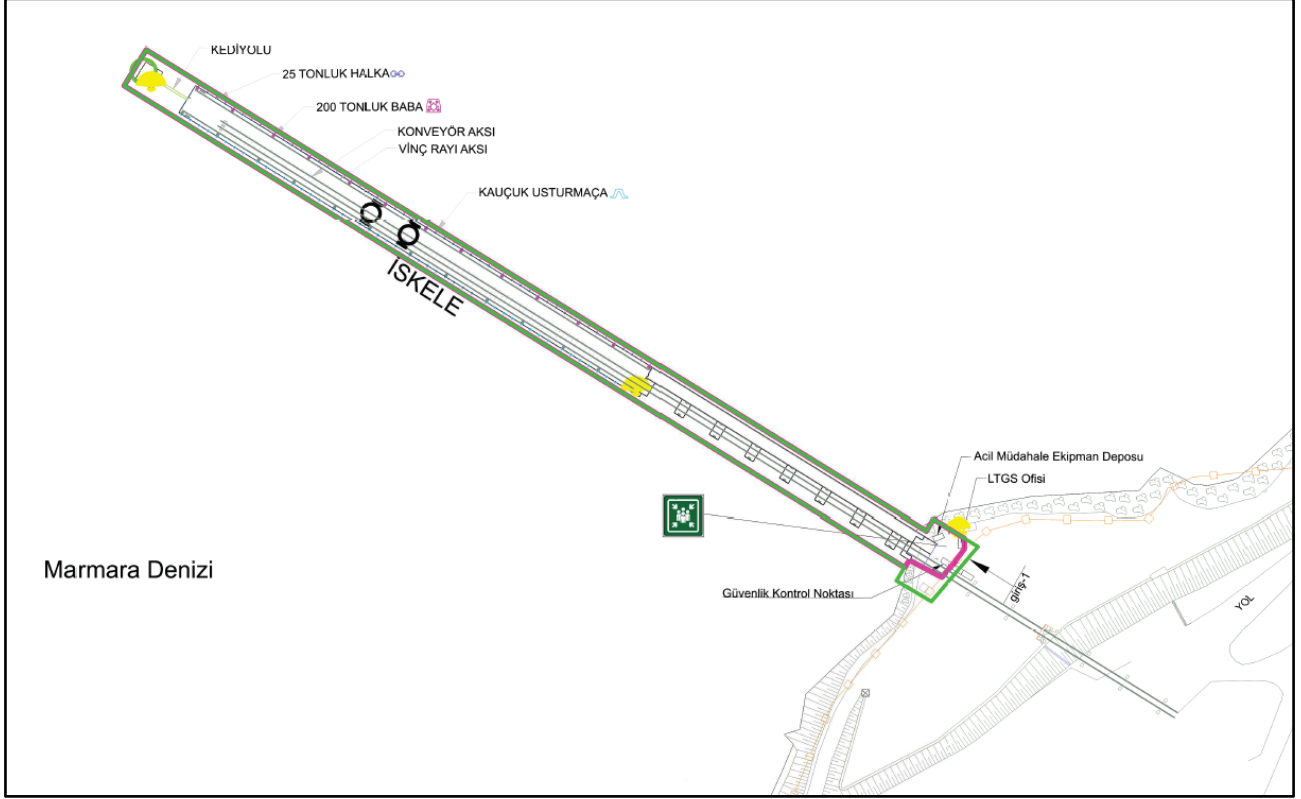 KEDİYOLU
25 TONLUK HALKA
200 TONLUK BABA
KONVEYÖR AKSI
VİNÇ RAYI AKSI
KAUÇUK USTURMAÇA
İSKELE
Acil Müdahale Ekipman Deposu
LTGS Ofisi
Marmara Denizi
Güvenlik Kontrol Noktası
giriş-1
YOL